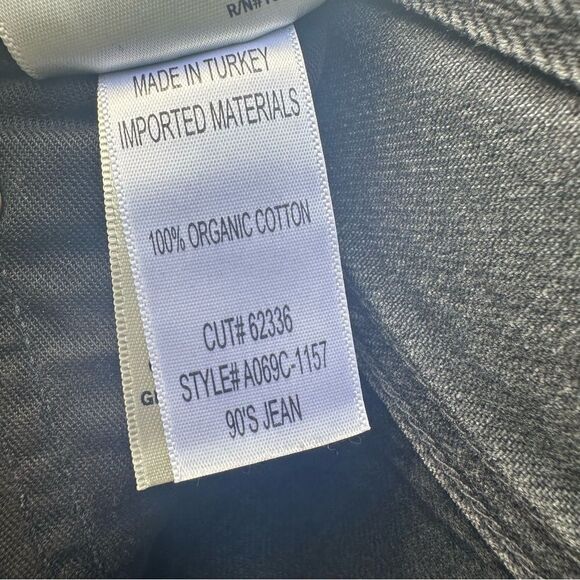 MADE IN TURKEY
IMPORTED MATERIALS
100% ORGANIC COTTON
CUT# 62336
STYLE# A069C-1157
90'S JEAN